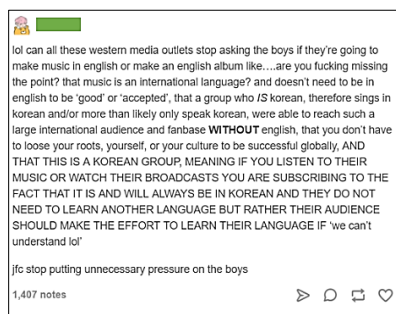 lol can all these western media outlets stop asking the boys if they're going to
make music in english or make an english album like….are you fucking missing
the point? that music is an international language? and doesn't need to be in
english to be 'good' or 'accepted', that a group who IS korean, therefore sings in
korean and/or more than likely only speak korean, were able to reach such a
large international audience and fanbase WITHOUT english, that you don't have
to loose your roots, yourself, or your culture to be successful globally, AND
THAT THIS IS A KOREAN GROUP, MEANING IF YOU LISTEN TO THEIR
MUSIC OR WATCH THEIR BROADCASTS YOU ARE SUBSCRIBING TO THE
FACT THAT IT IS AND WILL ALWAYS BE IN KOREAN AND THEY DO NOT
NEED TO LEARN ANOTHER LANGUAGE BUT RATHER THEIR AUDIENCE
SHOULD MAKE THE EFFORT TO LEARN THEIR LANGUAGE IF 'we can't
understand lol'
jfc stop putting unnecessary pressure on the boys
1,407 notes